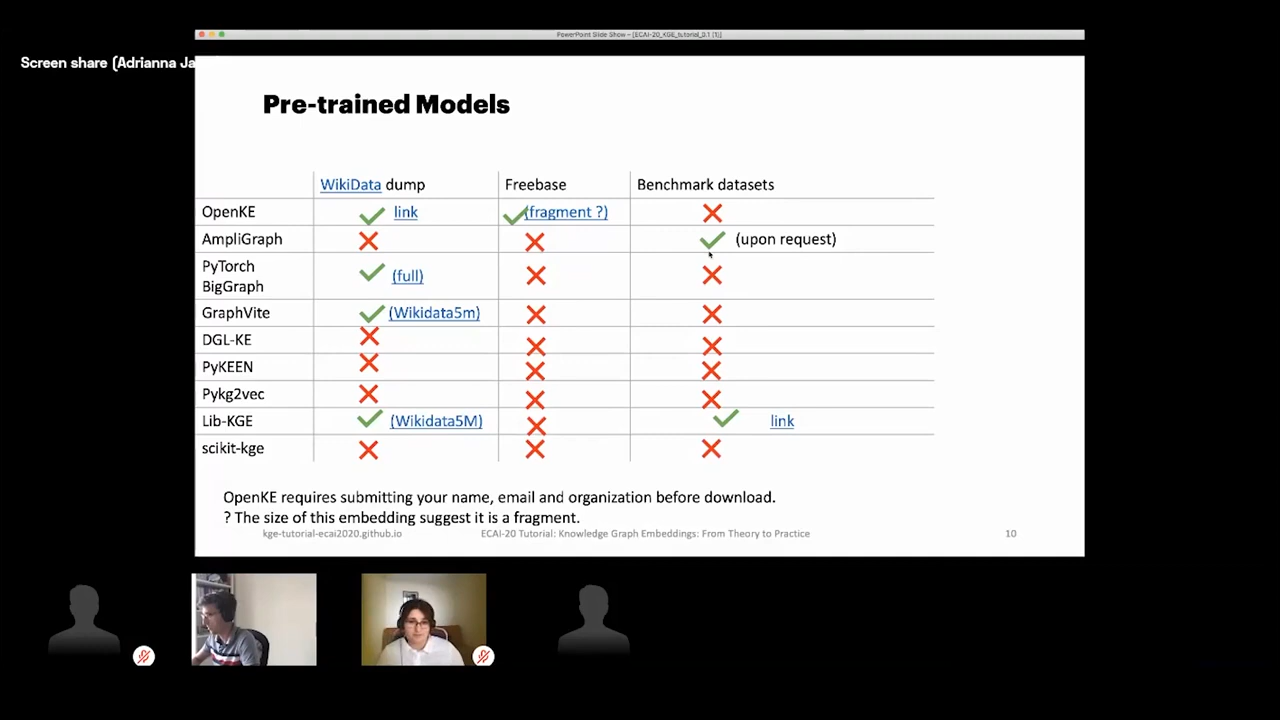 PowerPoint Slide Show - [ECAI-20_KGE_tutorial_3.1 [1]]
Screen share (Adrianna Ja
Pre-trained Models
WikiData dump Freebase Benchmark datasets
OpenKE link (fragment ?)
AmpliGraph (upon request)
PyTorch
BigGraph (full)
GraphVite (Wikidata5m)
DGL-KE
PyKEEN
Pykg2vec
Lib-KGE (Wikidata5M) link
scikit-kge
OpenKE requires submitting your name, email and organization before download.
? The size of this embedding suggest it is a fragment.
kge-tutorial-ecai2020.github.io ECAI-20 Tutorial: Knowledge Graph Embeddings: From Theory to Practice 10